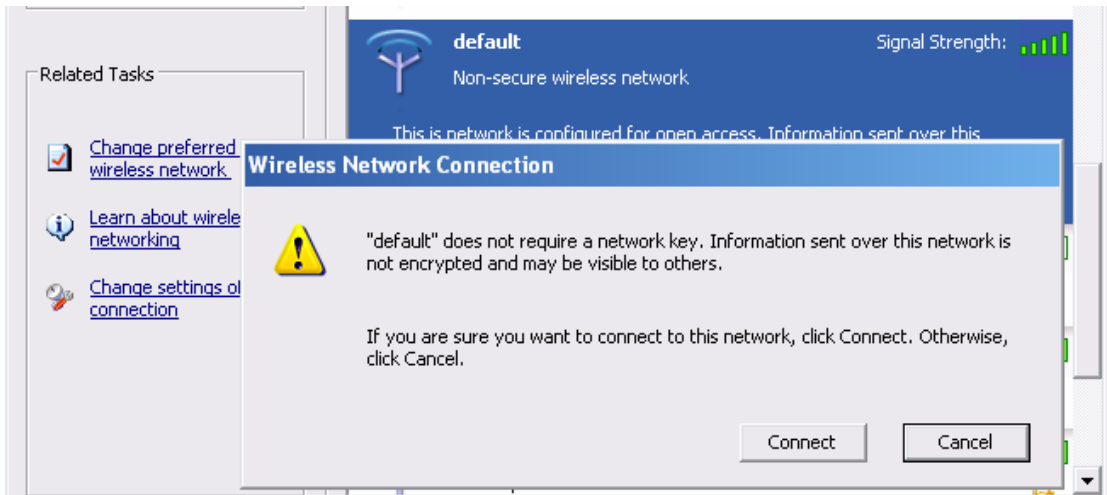 default
Signal Strength:
Non-secure wireless network
Related Tasks
This is network is configured for open access. Information sent over this
Change preferred
wireless network
Learn about wirele
networking
Change settings of
connection
Wireless Network Connection
"default" does not require a network key. Information sent over this network is
not encrypted and may be visible to others.
If you are sure you want to connect to this network, click Connect. Otherwise,
click Cancel.
Connect
Cancel